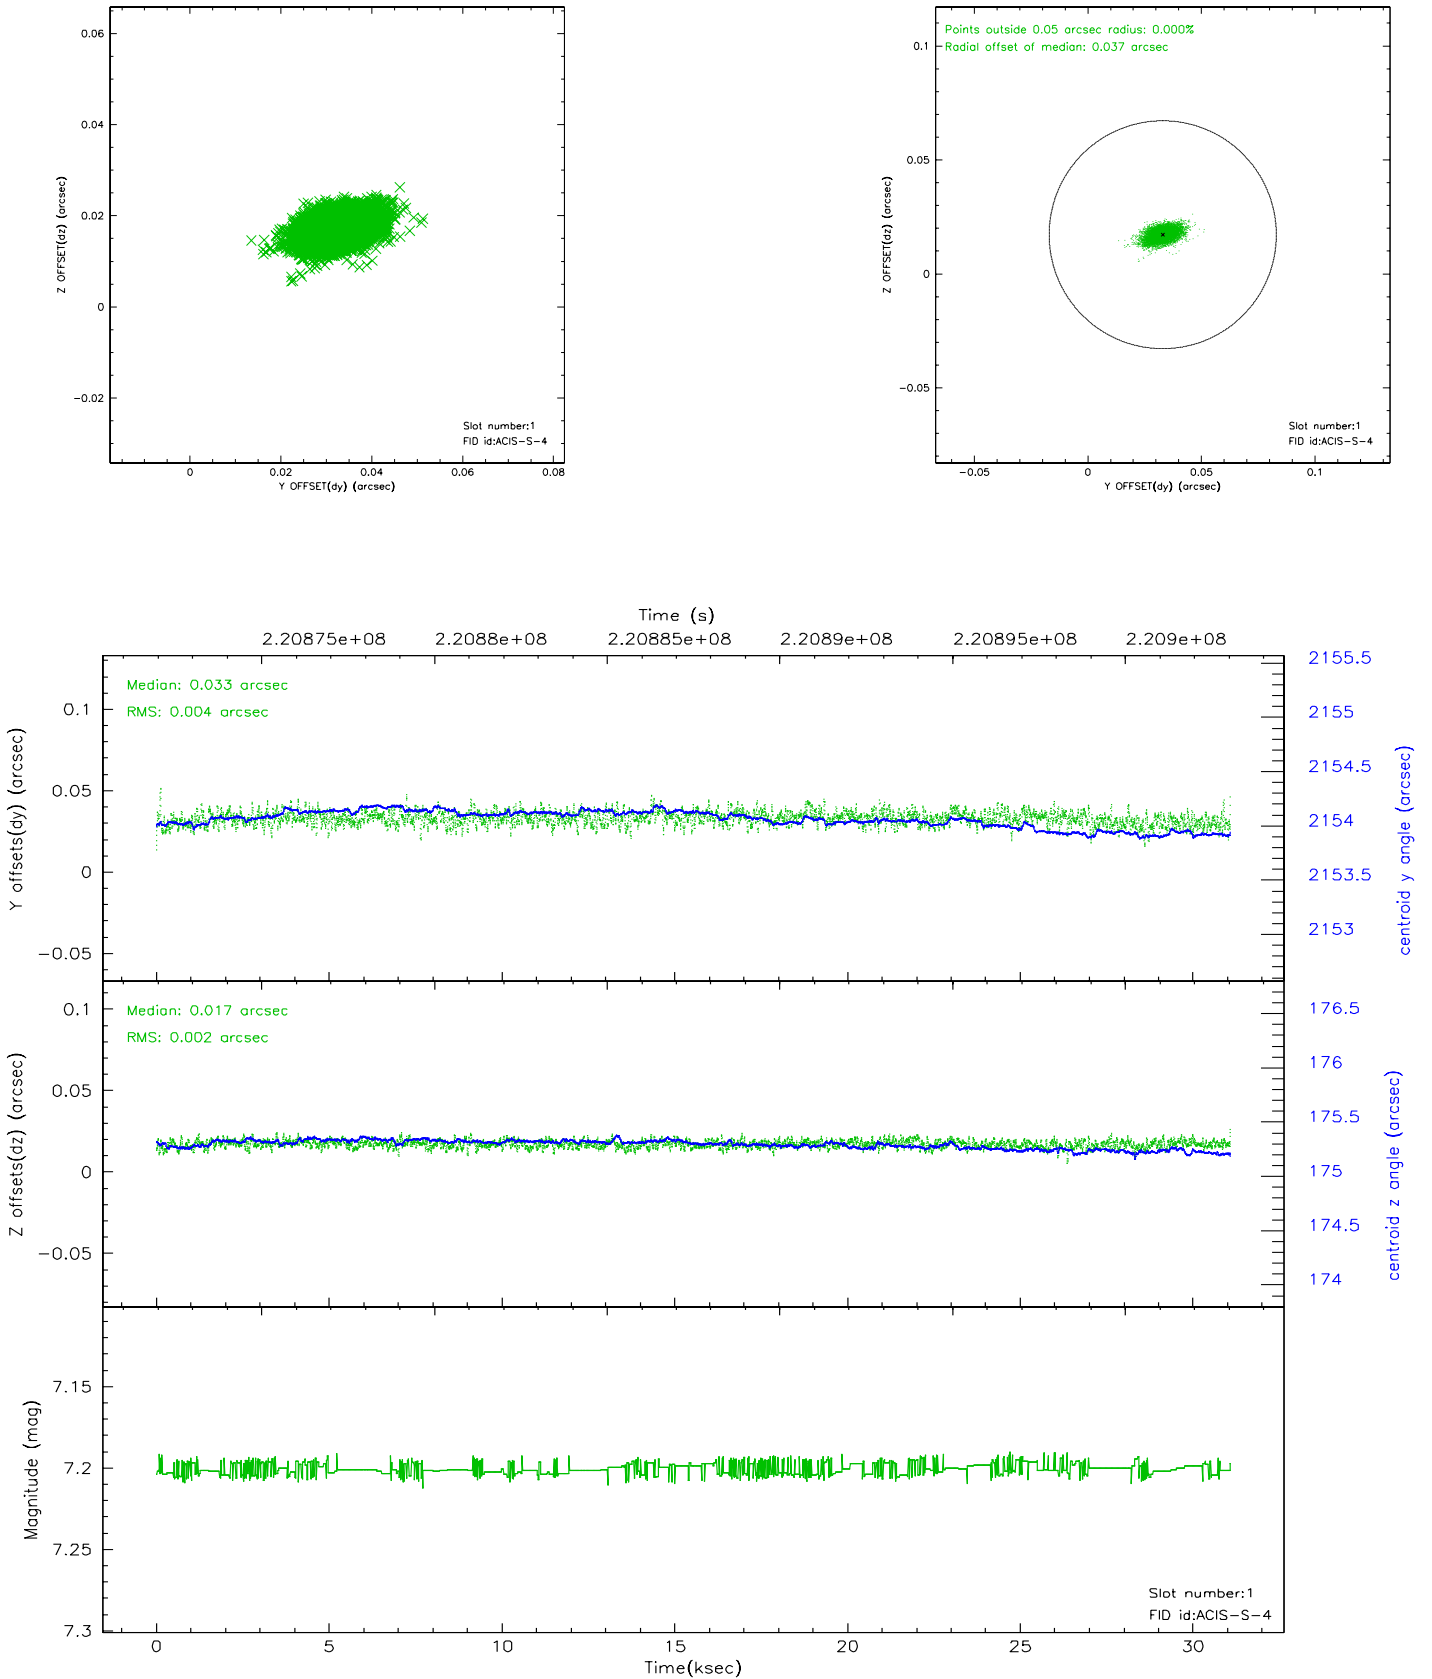 0.06
0.04
0.02
0
−0.02
Z OFFSET(dz) (arcsec)
Slot number:1
FID id:ACIS−S−4
0 0.02 0.04 0.06 0.08
Y OFFSET(dy) (arcsec)
Points outside 0.05 arcsec radius: 0.000%
Radial offset of median: 0.037 arcsec
0.1
0.05
0
−0.05
Z OFFSET(dz) (arcsec)
Slot number:1
FID id:ACIS−S−4
−0.05 0 0.05 0.1
Y OFFSET(dy) (arcsec)
Time (s)
2.20875e+08 2.2088e+08 2.20885e+08 2.2089e+08 2.20895e+08 2.209e+08
Median: 0.033 arcsec
RMS: 0.004 arcsec
0.1
0.05
0
−0.05
Y offsets(dy) (arcsec)
2155.5
2155
2154.5
2154
2153.5
2153
centroid y angle (arcsec)
Median: 0.017 arcsec
RMS: 0.002 arcsec
0.1
0.05
0
−0.05
Z offsets(dz) (arcsec)
176.5
176
175.5
175
174.5
174
centroid z angle (arcsec)
7.15
7.2
7.25
7.3
Magnitude (mag)
Slot number:1
FID id:ACIS−S−4
0 5 10 15 20 25 30
Time(ksec)